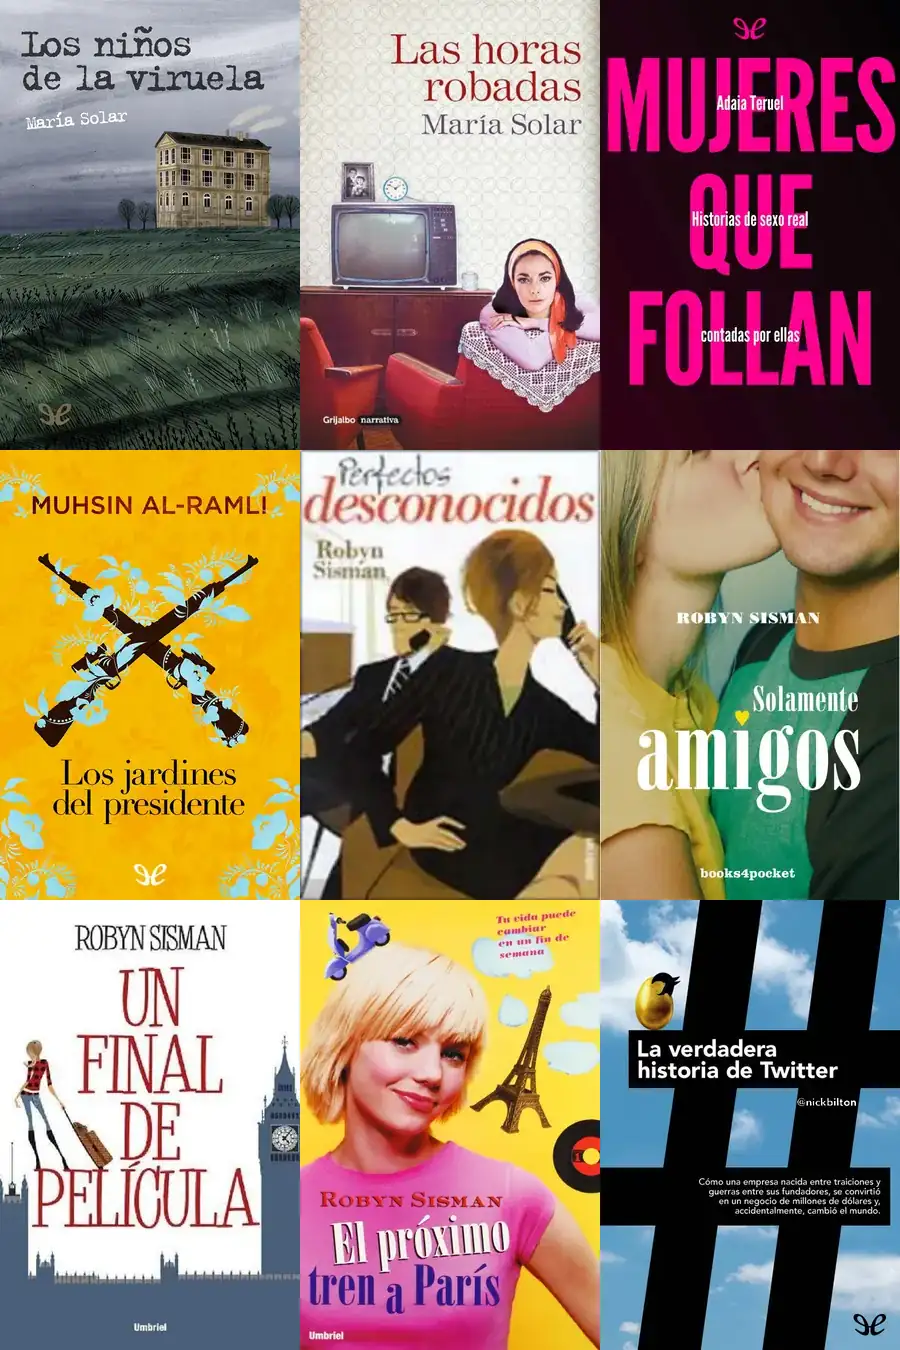 Los niños
de la viruela
María Solar
Las horas
robadas
María Solar
Grijalbo narrativa
MUJERES
Adaia Teruel
QUE
Historias de sexo real
FOLLAN
contadas por ellas
MUHSIN AL-RAMLI
Los jardines
del presidente
Perfectos
desconocidos
Robyn
Sisman
ROBYN SISMAN
Solamente
amigos
books4pocket
ROBYN SISMAN
UN
FINAL
DE
PELÍCULA
Umbriel
Tu vida puede
cambiar
en un fin de
semana
ROBYN SISMAN
El próximo
tren a París
Umbriel
La verdadera
historia de Twitter
@nickbilton
Cómo una empresa nacida entre traiciones y
guerras entre sus fundadores, se convirtió
en un negocio de millones de dólares y,
accidentalmente, cambió el mundo.